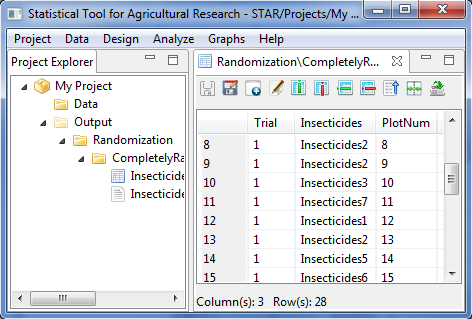 Statistical Tool for Agricultural Research - STAR/Projects/My ...
Project Data Design Analyze Graphs Help
Project Explorer
My Project
Data
Output
Randomization
CompletelyRa
Insecticide
Insecticide
Randomization\CompletelyR...
Trial Insecticides PlotNum
8 1 Insecticides2 8
9 1 Insecticides2 9
10 1 Insecticides3 10
11 1 Insecticides7 11
12 1 Insecticides1 12
13 1 Insecticides2 13
14 1 Insecticides5 14
15 1 Insecticides6 15
Column(s): 3 Row(s): 28